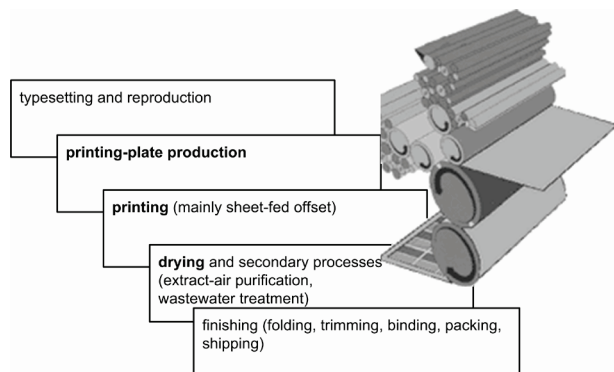 typesetting and reproduction
printing-plate production
printing (mainly sheet-fed offset)
drying and secondary processes
(extract-air purification,
wastewater treatment)
finishing (folding, trimming, binding, packing,
shipping)